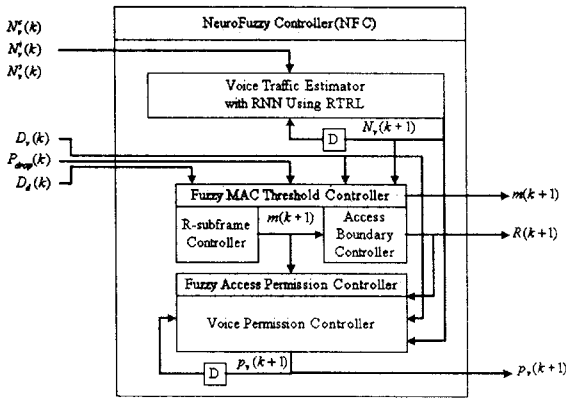 NeuroFuzzy Controller (NFC)
N_v^c(k)
N_v^t(k)
N_v^s(k)
Voice Traffic Estimator
with RNN Using RTRL
D
N_v(k+1)
D_v(k)
P_drop(k)
D_d(k)
Fuzzy MAC Threshold Controller
m(k+1)
R-subframe
Controller
m(k+1)
Access
Boundary
Controller
R(k+1)
Fuzzy Access Permission Controller
Voice Permission Controller
D
p_v(k+1)
p_v(k+1)